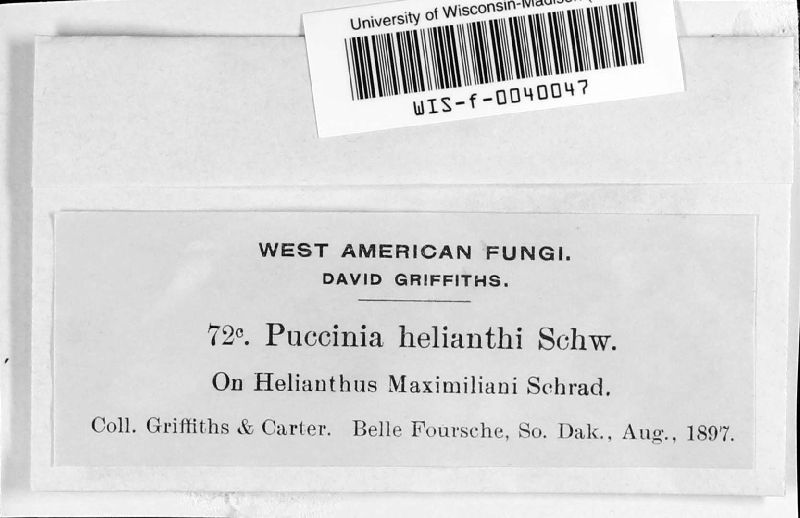 University of Wisconsin-Madison
WIS-f-0040047
WEST AMERICAN FUNGI.
DAVID GRIFFITHS.
72c. Puccinia helianthi Schw.
On Helianthus Maximiliani Schrad.
Coll. Griffiths & Carter. Belle Foursche, So. Dak., Aug., 1897.